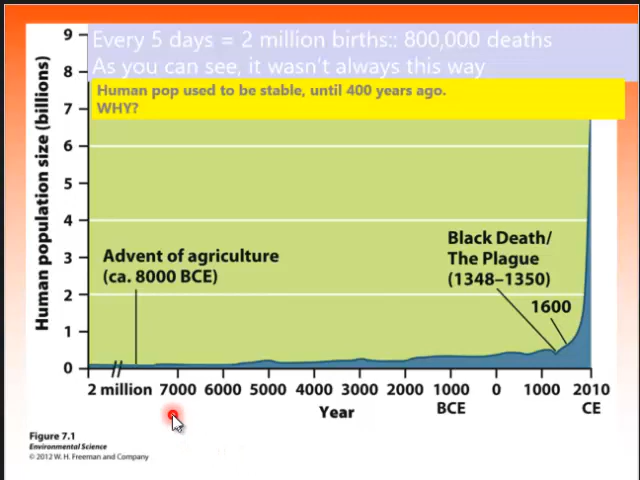 Every 5 days = 2 million births:: 800,000 deaths
As you can see, it wasn't always this way
Human pop used to be stable, until 400 years ago.
WHY?
Human population size (billions)
9
8
7
6
5
4
3
2
1
0
Advent of agriculture
(ca. 8000 BCE)
Black Death/
The Plague
(1348–1350)
1600
2 million 7000 6000 5000 4000 3000 2000 1000 0 1000 2010
BCE CE
Year
Figure 7.1
Environmental Science
© 2012 W. H. Freeman and Company